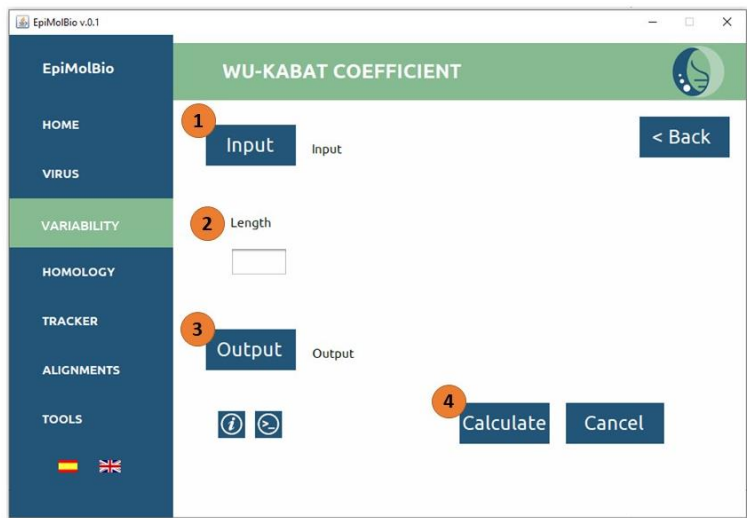 EpiMolBio v.0.1
EpiMolBio
WU-KABAT COEFFICIENT
HOME
VIRUS
VARIABILITY
HOMOLOGY
TRACKER
ALIGNMENTS
TOOLS
1
Input Input
< Back
2 Length
3
Output Output
4
Calculate Cancel